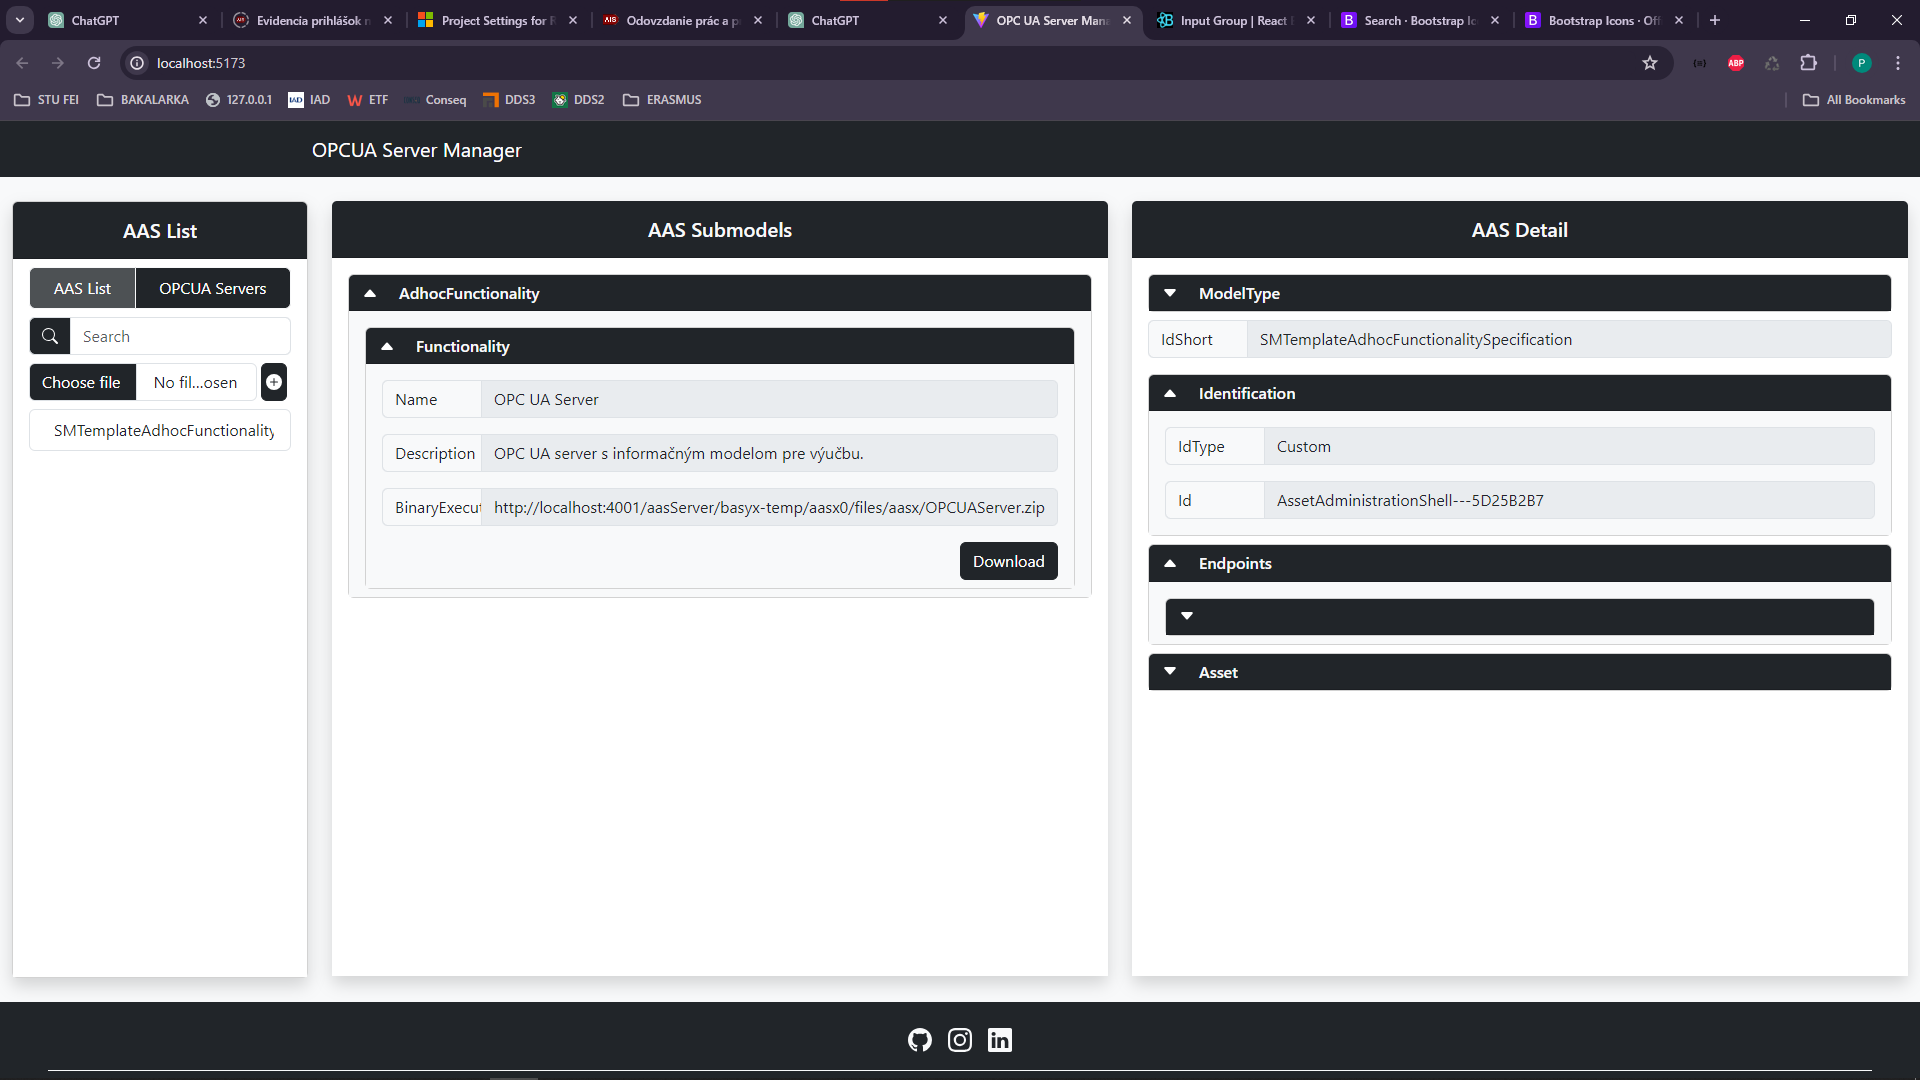 ChatGPT
Evidencia prihlášok n
Project Settings for R
Odovzdanie prác a p
ChatGPT
OPC UA Server Mana
Input Group | React
Search · Bootstrap Ic
Bootstrap Icons · Off
localhost:5173
STU FEI
BAKALARKA
127.0.0.1
IAD
ETF
Conseq
DDS3
DDS2
ERASMUS
All Bookmarks
OPCUA Server Manager
AAS List
AAS List
OPCUA Servers
Search
Choose file
No fil...osen
SMTemplateAdhocFunctionality
AAS Submodels
AdhocFunctionality
Functionality
Name
OPC UA Server
Description
OPC UA server s informačným modelom pre výučbu.
BinaryExecut
http://localhost:4001/aasServer/basyx-temp/aasx0/files/aasx/OPCUAServer.zip
Download
AAS Detail
ModelType
IdShort
SMTemplateAdhocFunctionalitySpecification
Identification
IdType
Custom
Id
AssetAdministrationShell---5D25B2B7
Endpoints
Asset